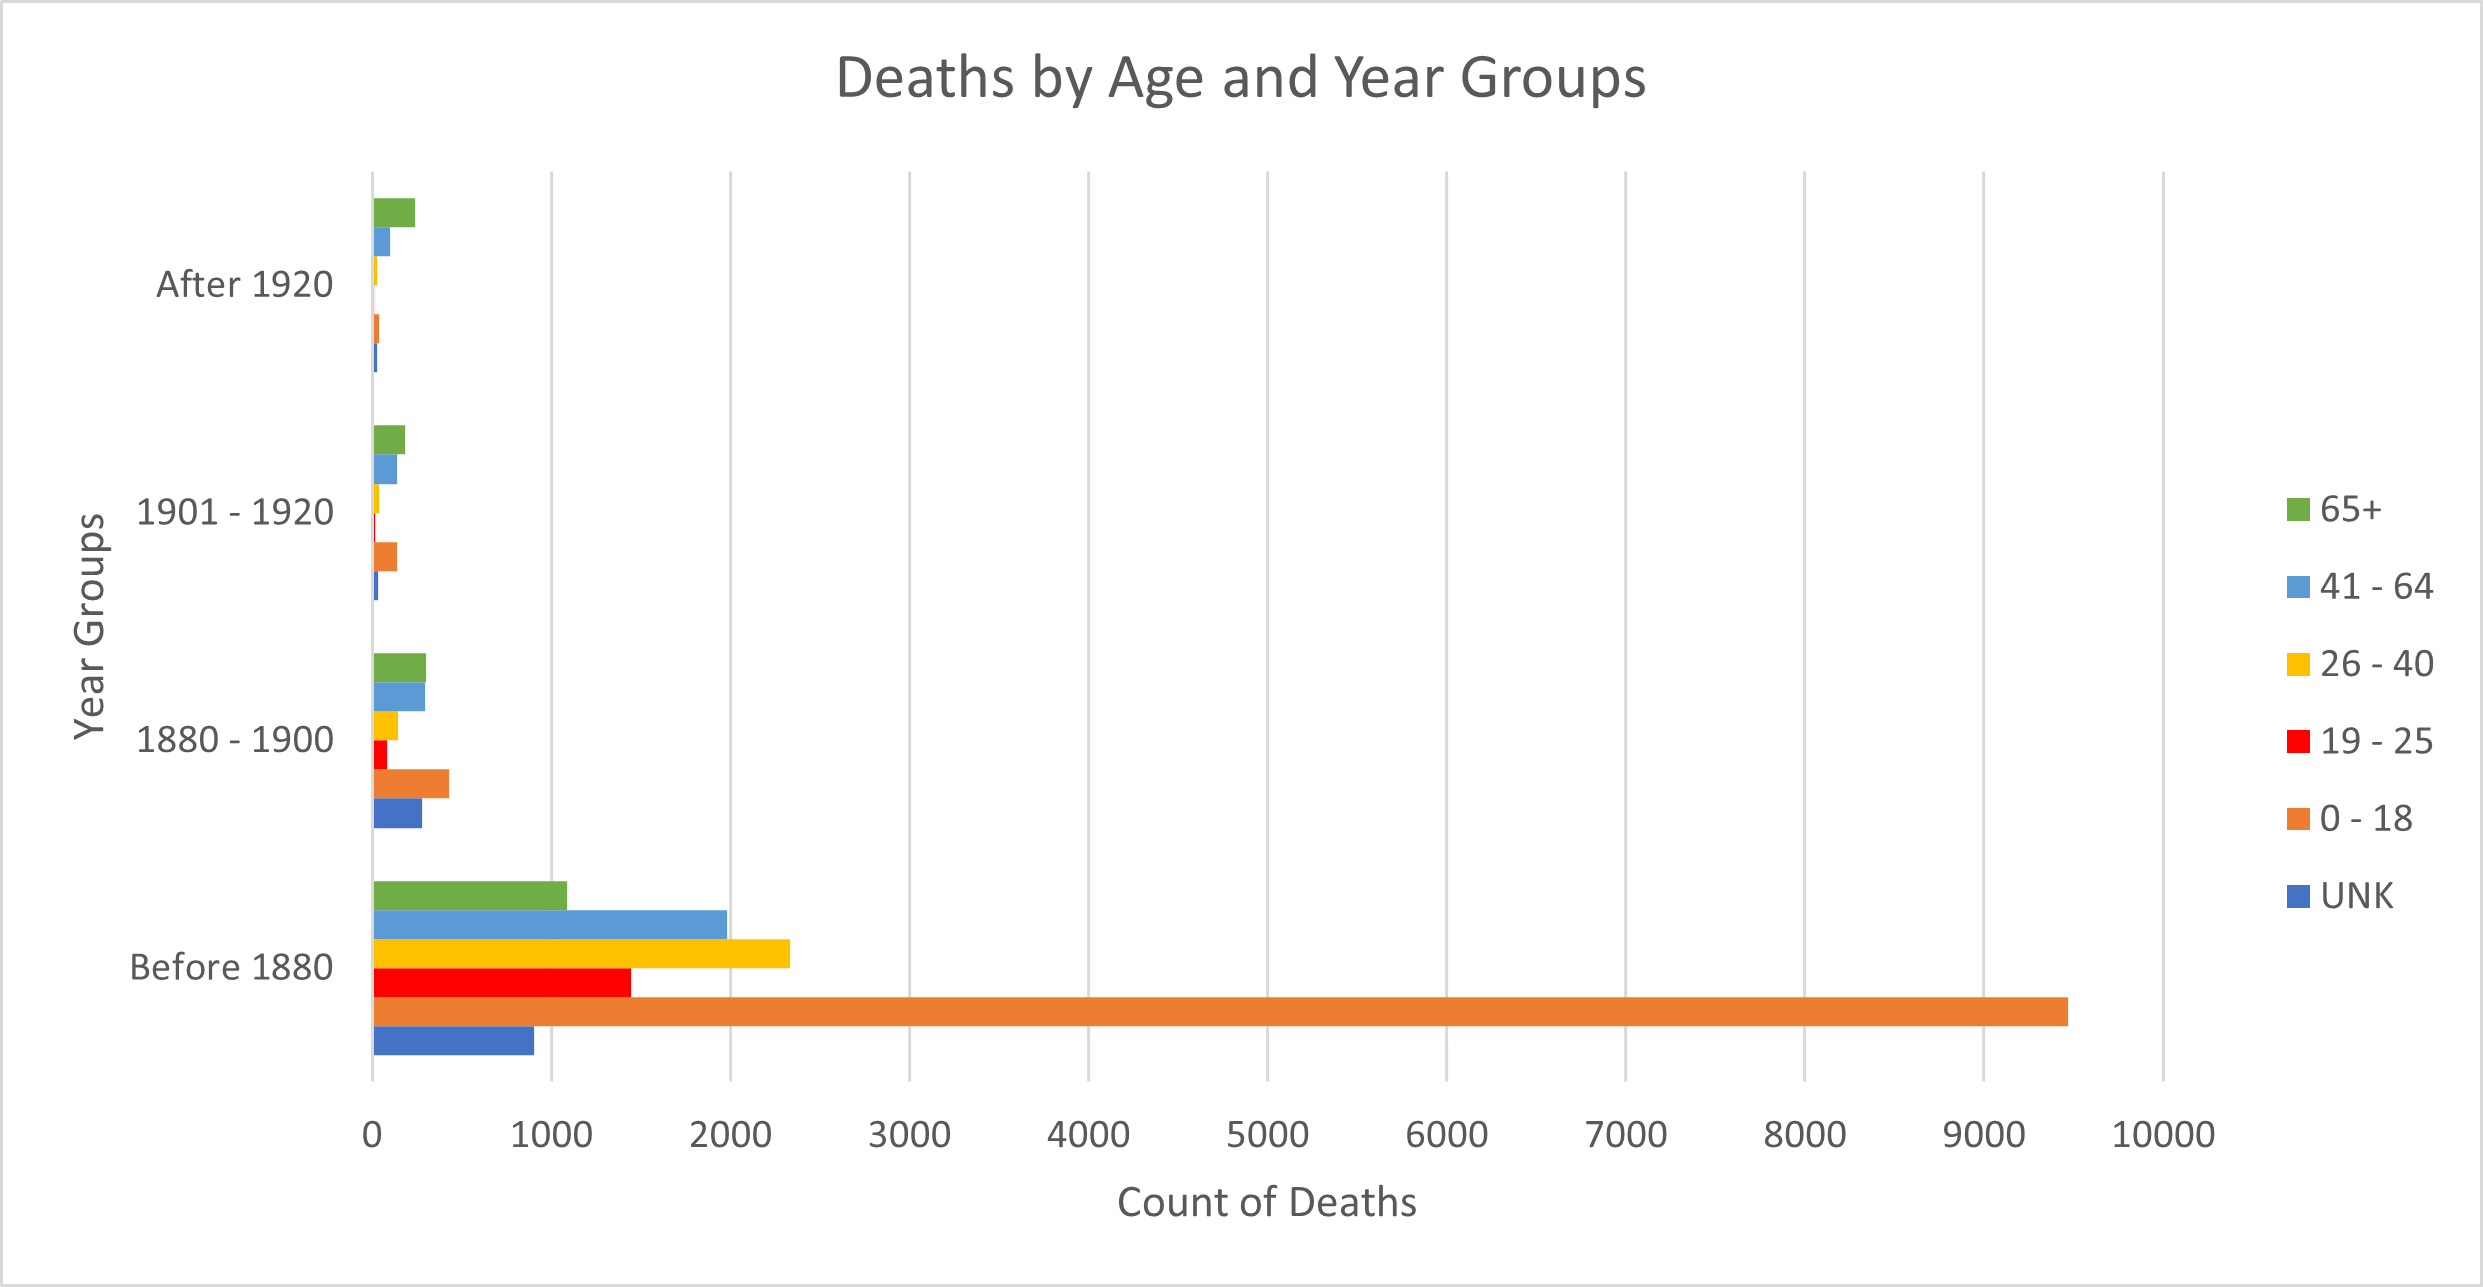 Deaths by Age and Year Groups
Year Groups
After 1920
1901 - 1920
1880 - 1900
Before 1880
0 1000 2000 3000 4000 5000 6000 7000 8000 9000 10000
Count of Deaths
65+
41 - 64
26 - 40
19 - 25
0 - 18
UNK